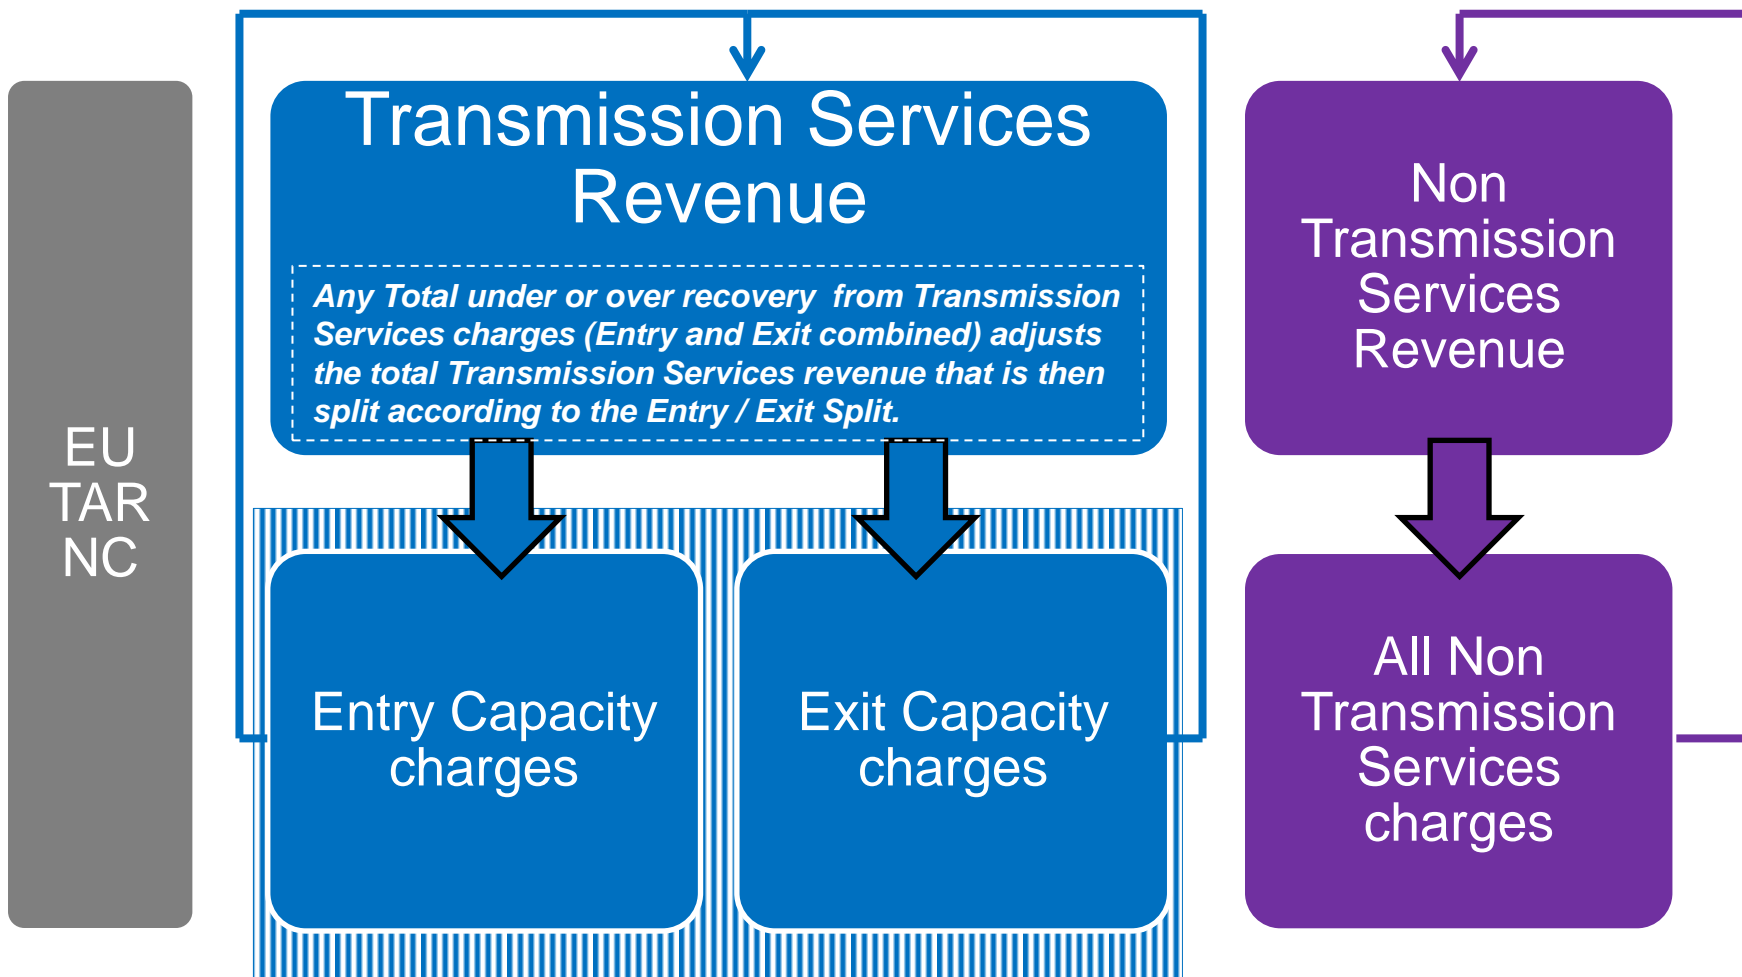 EU
TAR
NC
Transmission Services
Revenue
Any Total under or over recovery  from Transmission
Services charges (Entry and Exit combined) adjusts
the total Transmission Services revenue that is then
split according to the Entry / Exit Split.
Entry Capacity
charges
Exit Capacity
charges
Non
Transmission
Services
Revenue
All Non
Transmission
Services
charges